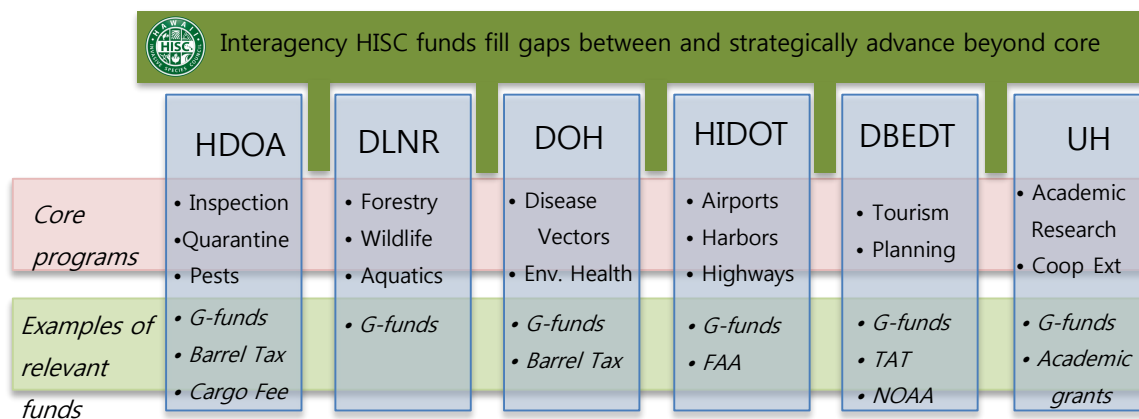 HAWAII
HISC
INVASIVE SPECIES COUNCIL
Interagency HISC funds fill gaps between and strategically advance beyond core
HDOA
DLNR
DOH
HIDOT
DBEDT
UH
Core
programs
• Inspection
•Quarantine
• Pests
• Forestry
• Wildlife
• Aquatics
• Disease
Vectors
• Env. Health
• Airports
• Harbors
• Highways
• Tourism
• Planning
• Academic
Research
• Coop Ext
Examples of
relevant
funds
• G-funds
• Barrel Tax
• Cargo Fee
• G-funds
• G-funds
• Barrel Tax
• G-funds
• FAA
• G-funds
• TAT
• NOAA
• G-funds
• Academic
grants